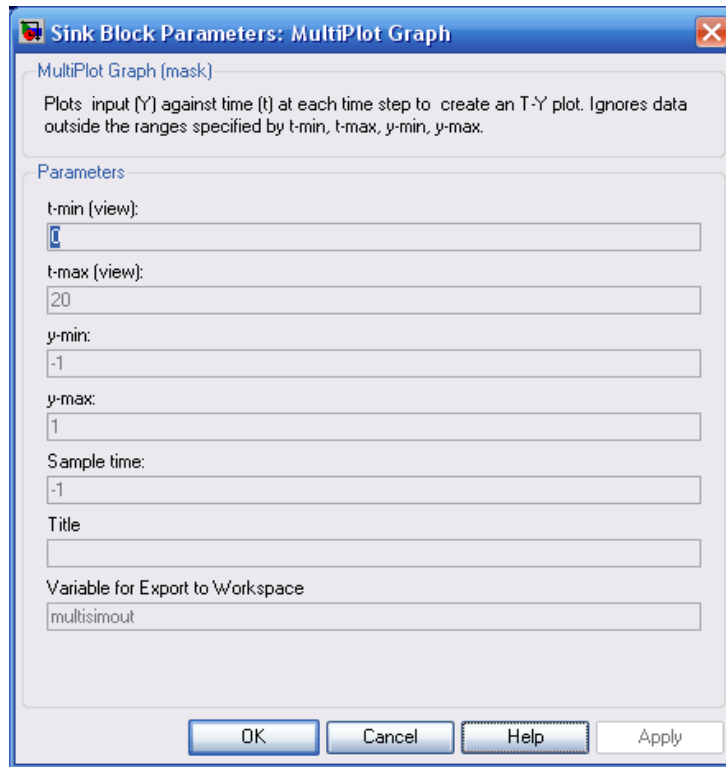 Sink Block Parameters: MultiPlot Graph
MultiPlot Graph (mask)
Plots input (Y) against time (t) at each time step to create an T-Y plot. Ignores data
outside the ranges specified by t-min, t-max, y-min, y-max.
Parameters
t-min (view):
0
t-max (view):
20
y-min:
-1
y-max:
1
Sample time:
-1
Title
Variable for Export to Workspace
multisimout
OK
Cancel
Help
Apply